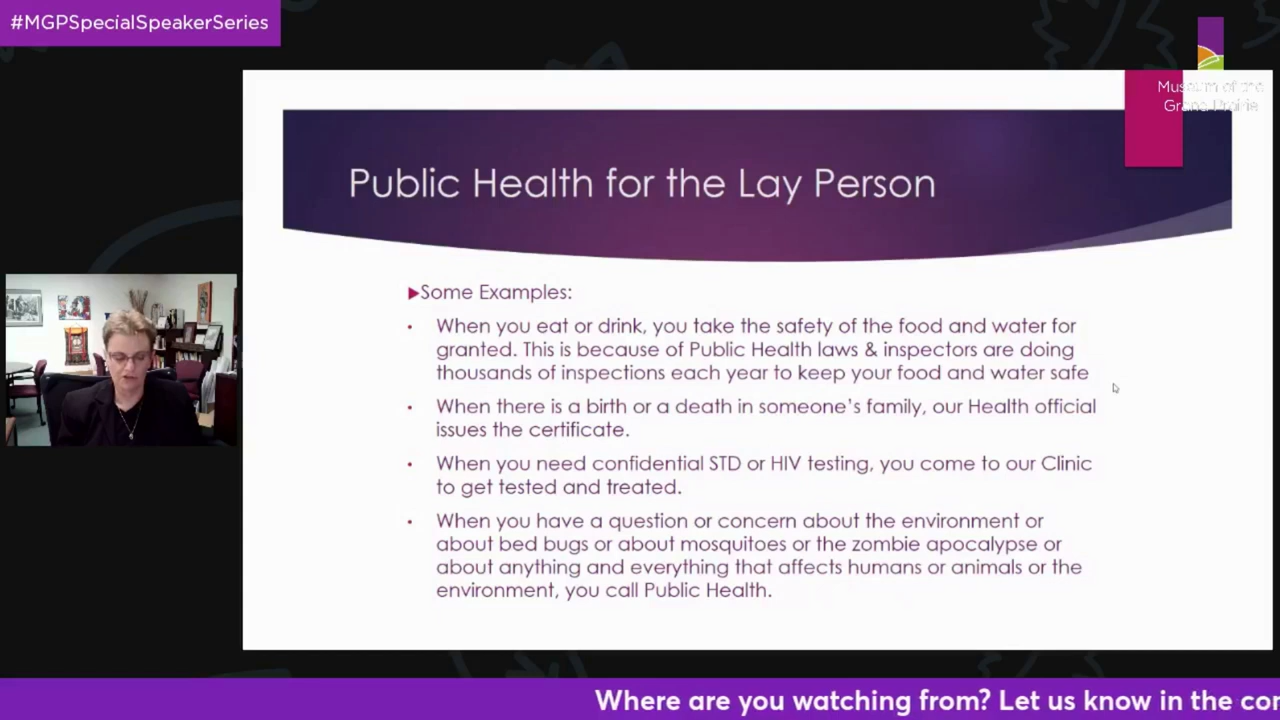 #MGPSpecialSpeakerSeries
Museum of the
Grand Prairie
Public Health for the Lay Person
Some Examples:
• When you eat or drink, you take the safety of the food and water for
granted. This is because of Public Health laws & inspectors are doing
thousands of inspections each year to keep your food and water safe
• When there is a birth or a death in someone's family, our Health official
issues the certificate.
• When you need confidential STD or HIV testing, you come to our Clinic
to get tested and treated.
• When you have a question or concern about the environment or
about bed bugs or about mosquitoes or the zombie apocalypse or
about anything and everything that affects humans or animals or the
environment, you call Public Health.
Where are you watching from? Let us know in the